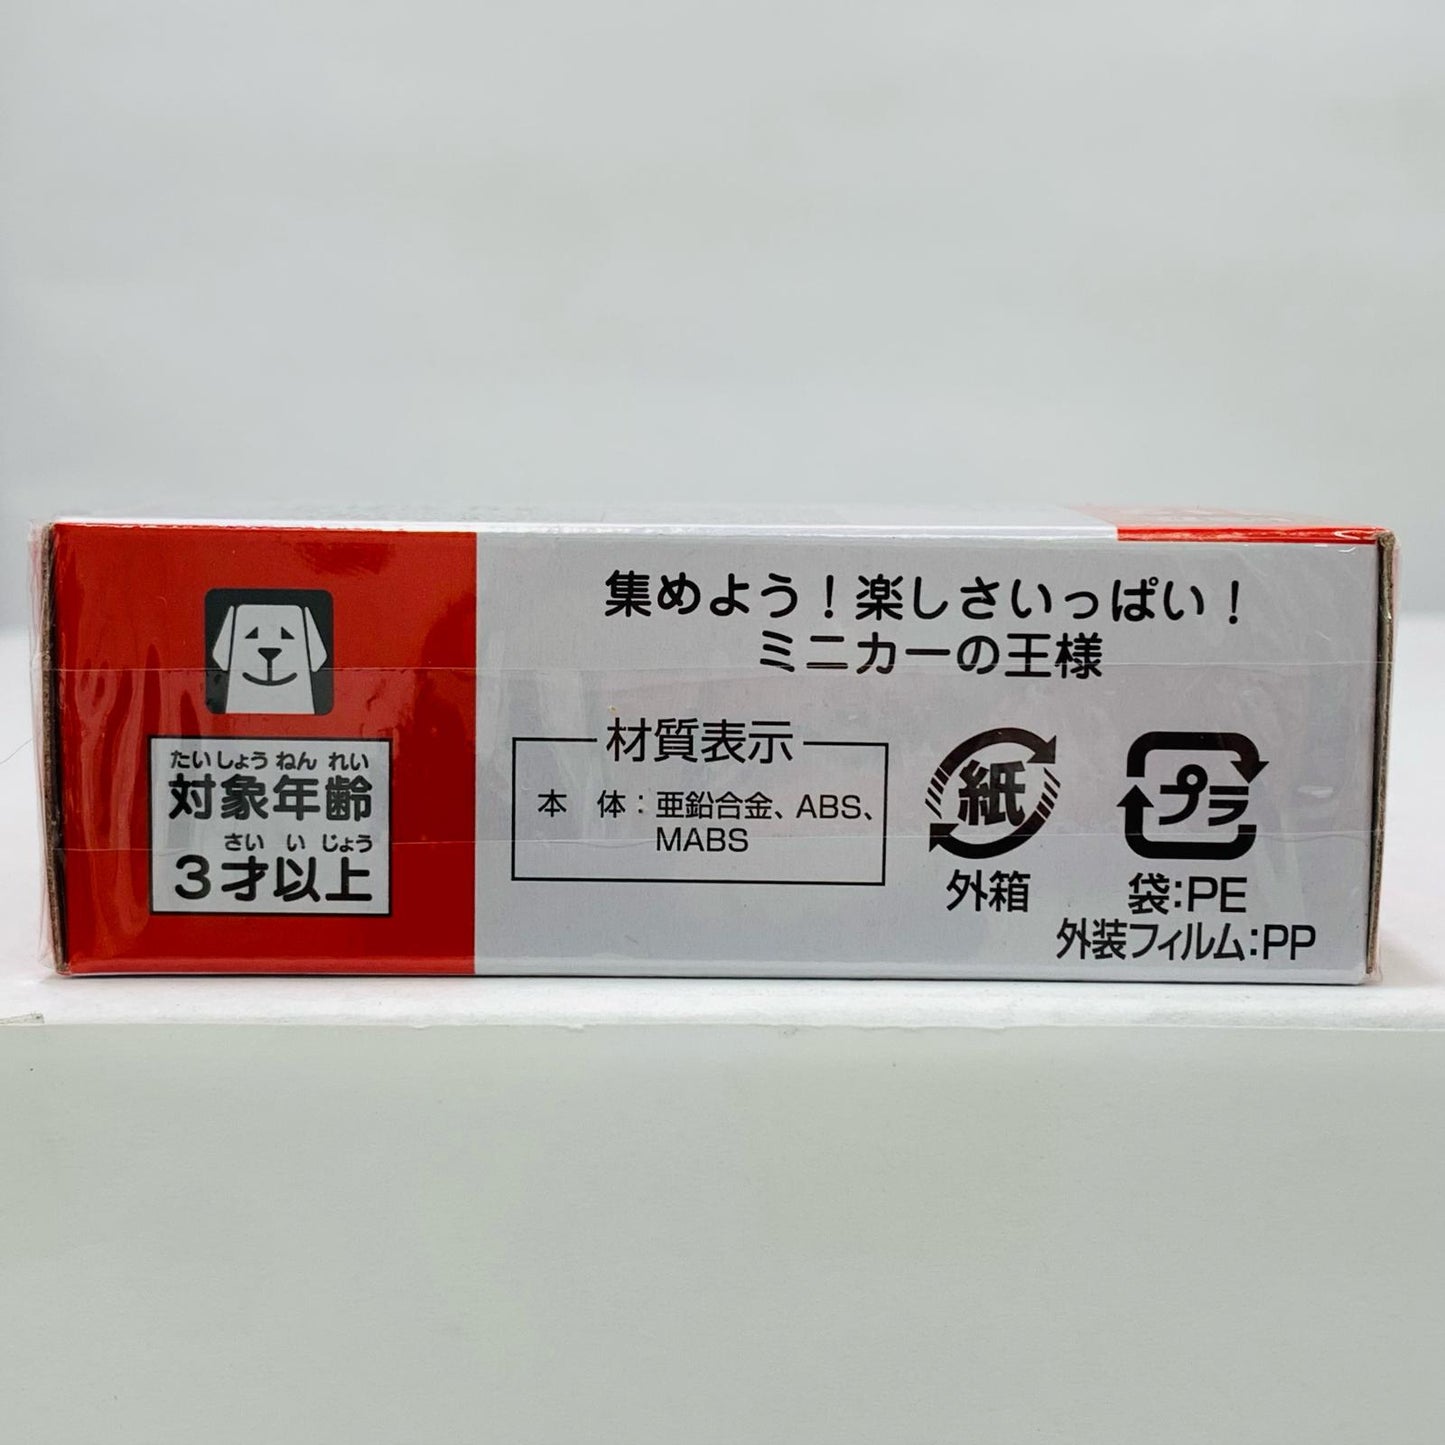 集めよう！楽しさいっぱい！
ミニカーの王様
たいしょう ねん れい
対象年齢
さい い じょう
3才以上
材質表示
本　体：亜鉛合金、ABS、
MABS
紙
外箱
プラ
袋：PE
外装フィルム：PP